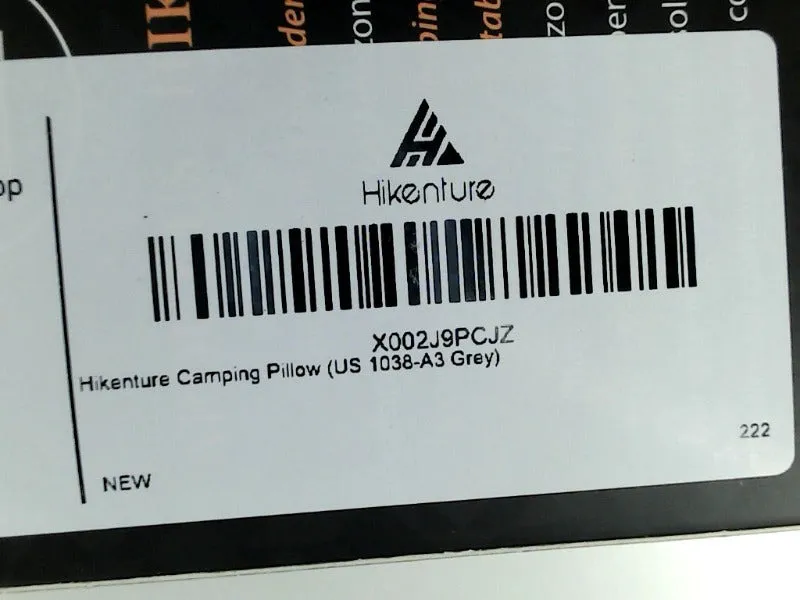 Hikenture
X002J9PCJZ
Hikenture Camping Pillow (US 1038-A3 Grey)
NEW
222